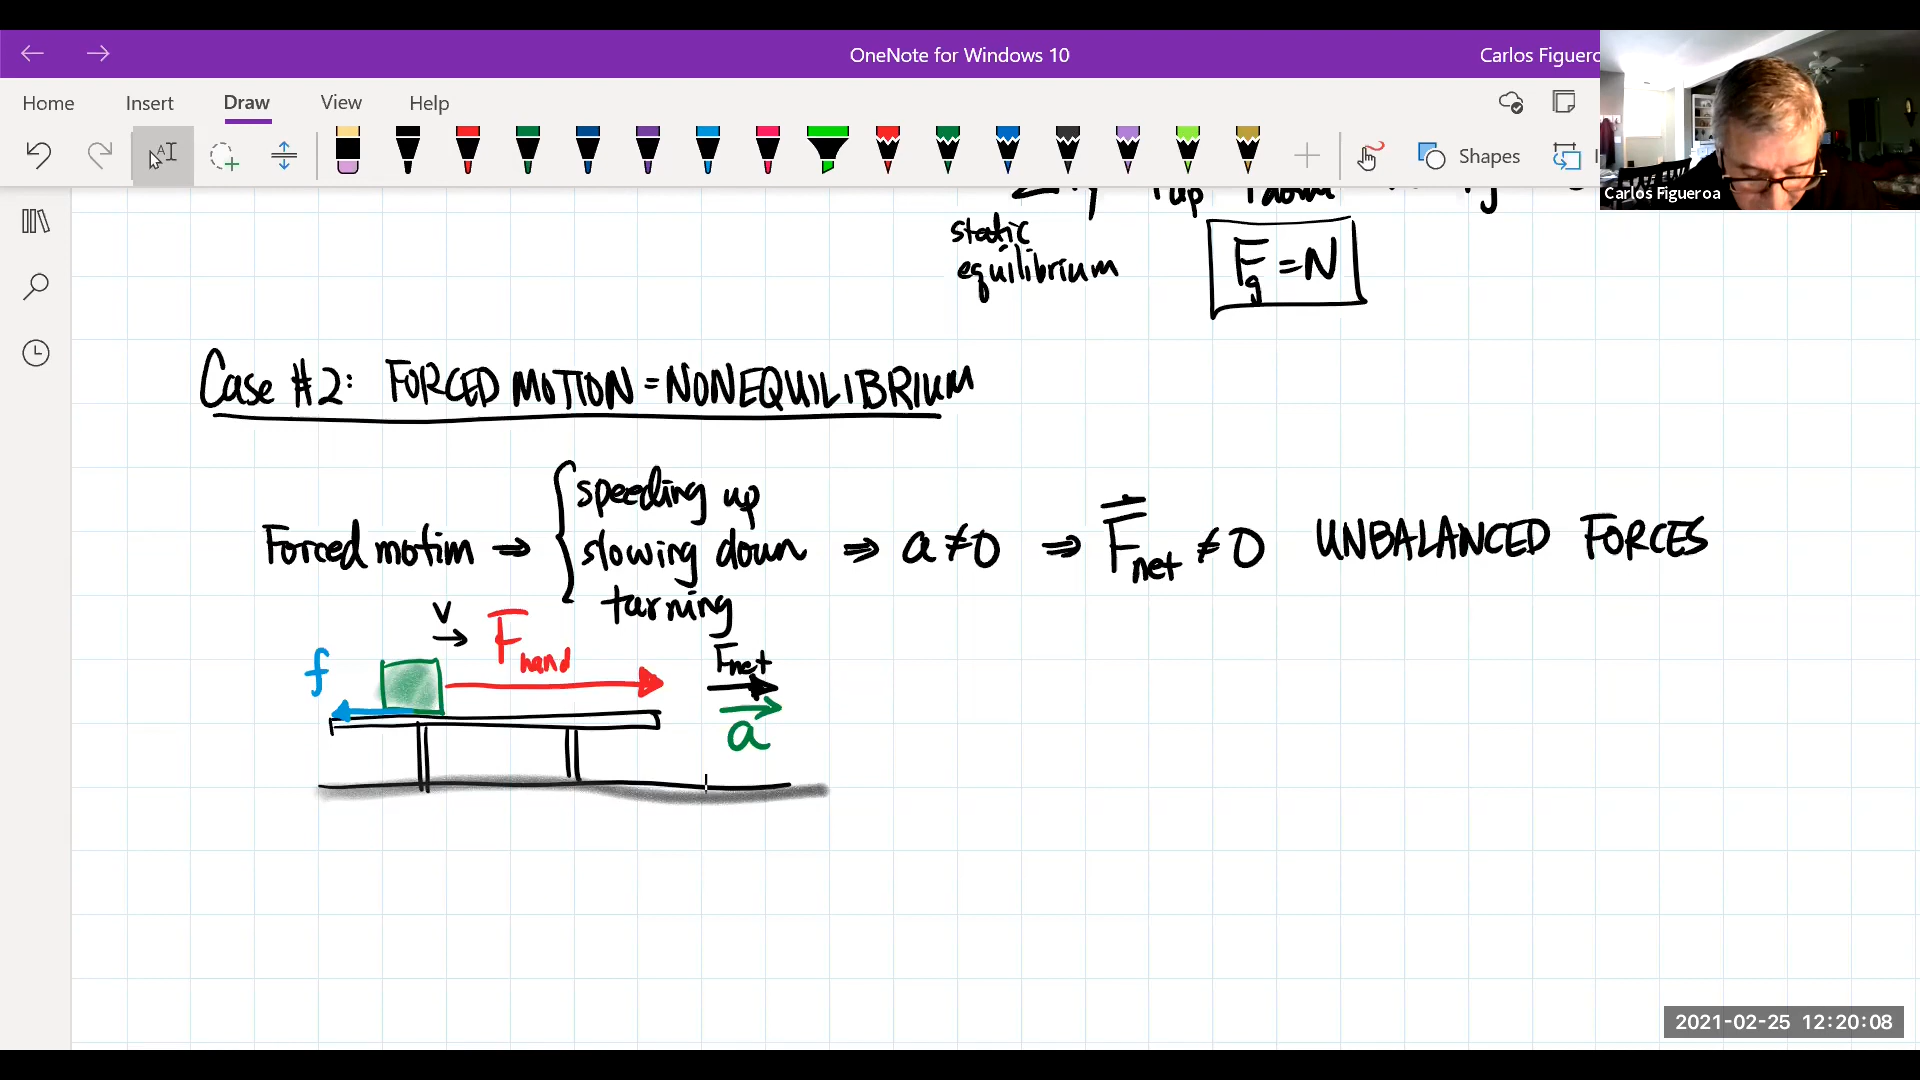 OneNote for Windows 10
Carlos Figuero
Home Insert Draw View Help
Shapes
Carlos Figueroa
static
equilibrium
Fg = N
Case #2: FORCED MOTION = NONEQUILIBRIUM
speeding up
Forced motion ⇒ slowing down ⇒ a ≠ 0 ⇒ Fnet ≠ 0 UNBALANCED FORCES
turning
v
F hand
Fnet
f
a
2021-02-25 12:20:08